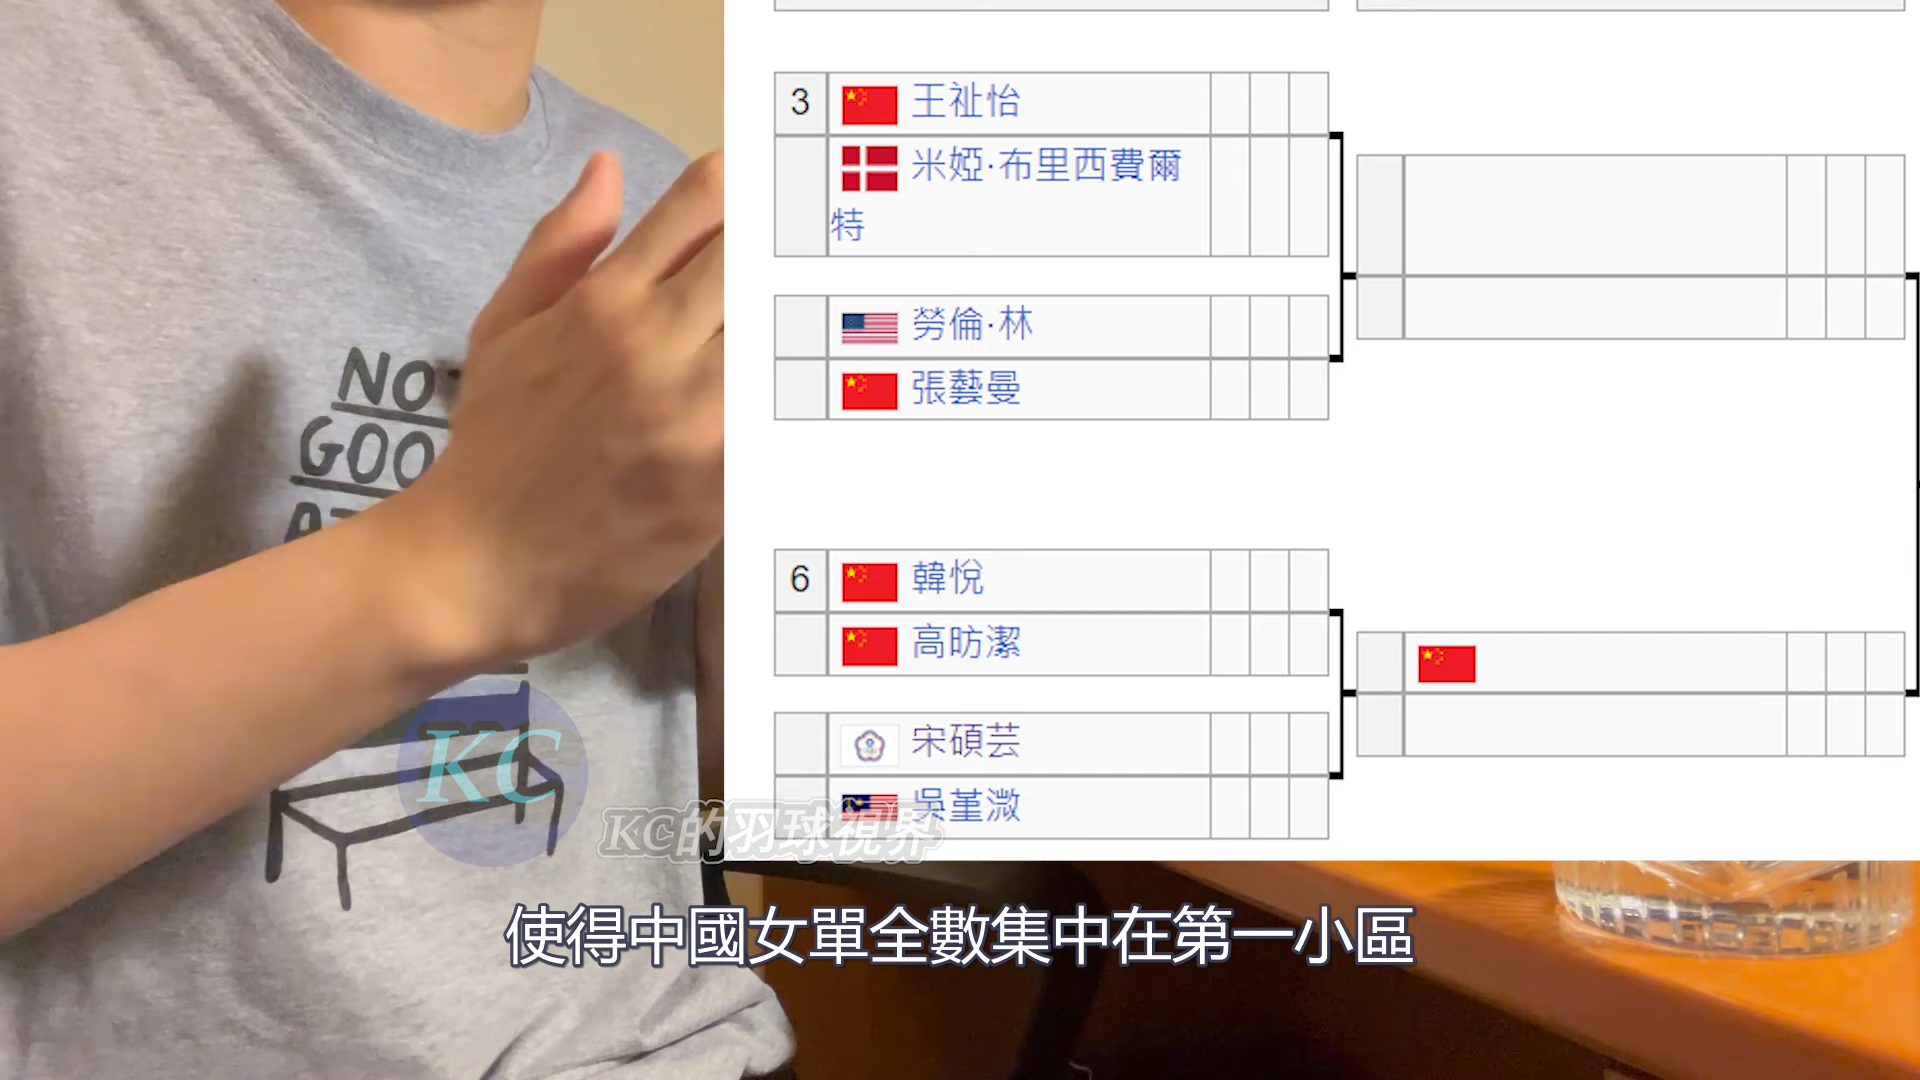 3 王祉怡
米婭·布里西費爾
特
勞倫·林
張藝曼
6 韓悅
高昉潔
宋碩芸
吳堇溦
NO
GOO
KC
KC的羽球視界
使得中國女單全數集中在第一小區